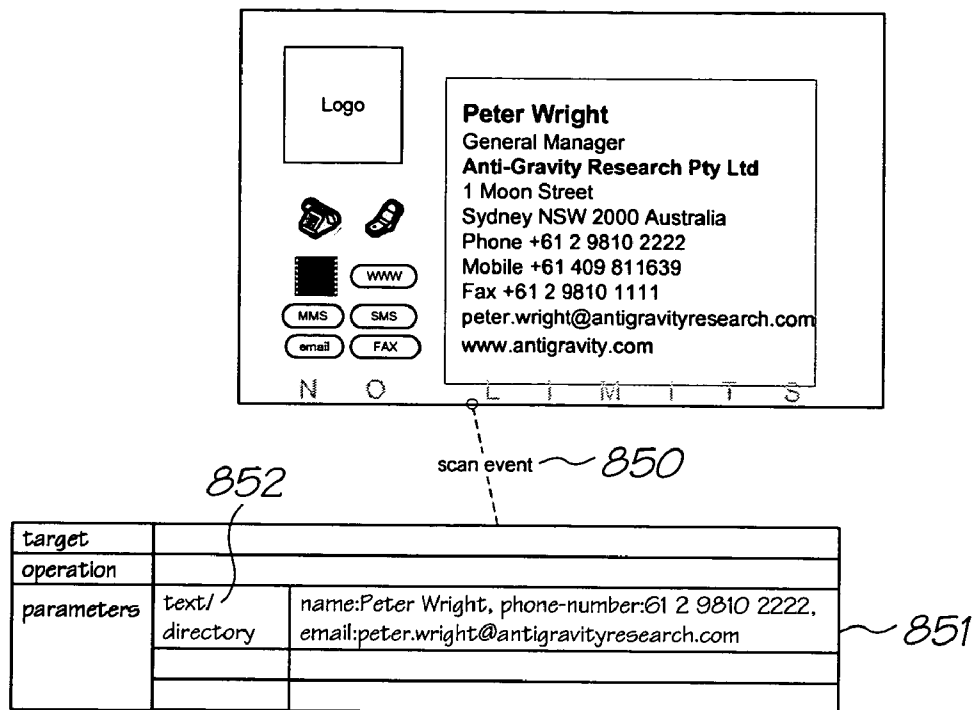 Logo
Peter Wright
General Manager
Anti-Gravity Research Pty Ltd
1 Moon Street
Sydney NSW 2000 Australia
Phone +61 2 9810 2222
Mobile +61 409 811639
Fax +61 2 9810 1111
peter.wright@antigravityresearch.com
www.antigravity.com
WWW
MMS SMS
email FAX
NO LIMITS
scan event 850
852
target
operation
parameters text/ directory name:Peter Wright, phone-number:61 2 9810 2222,
email:peter.wright@antigravityresearch.com
851